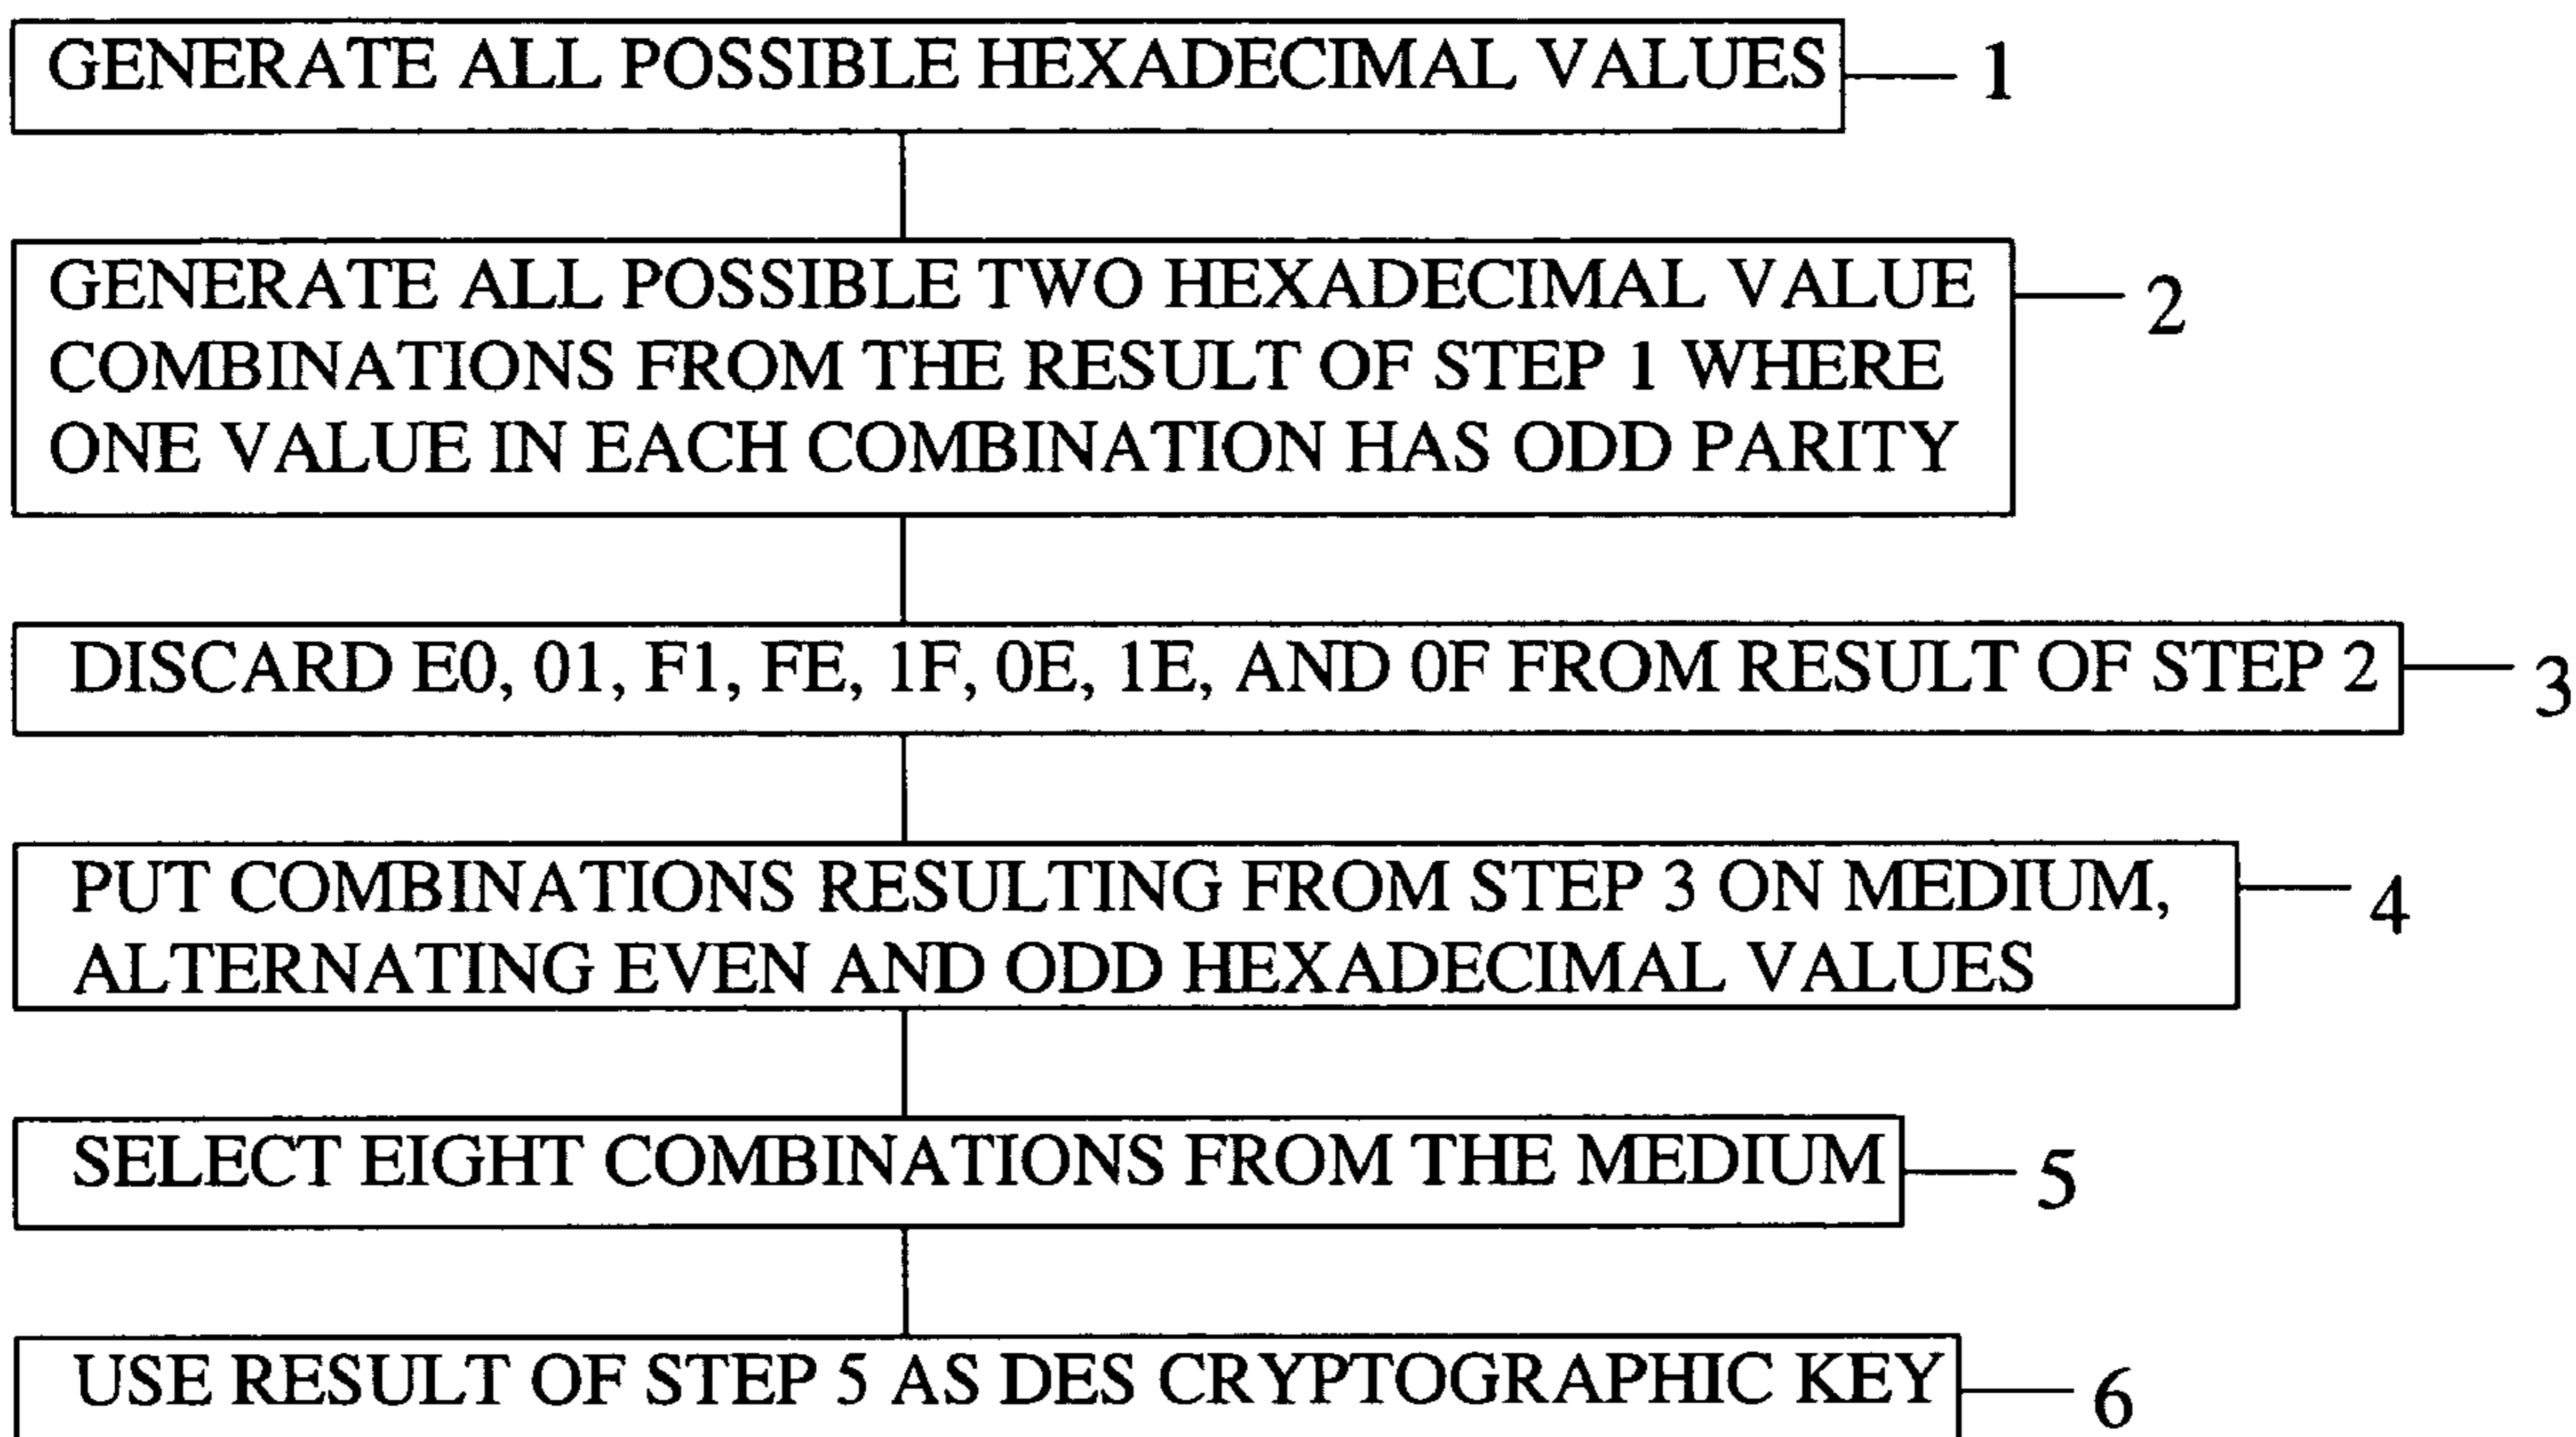 GENERATE ALL POSSIBLE HEXADECIMAL VALUES
1
GENERATE ALL POSSIBLE TWO HEXADECIMAL VALUE
COMBINATIONS FROM THE RESULT OF STEP 1 WHERE
ONE VALUE IN EACH COMBINATION HAS ODD PARITY
2
DISCARD E0, 01, F1, FE, 1F, 0E, 1E, AND 0F FROM RESULT OF STEP 2
3
PUT COMBINATIONS RESULTING FROM STEP 3 ON MEDIUM,
ALTERNATING EVEN AND ODD HEXADECIMAL VALUES
4
SELECT EIGHT COMBINATIONS FROM THE MEDIUM
5
USE RESULT OF STEP 5 AS DES CRYPTOGRAPHIC KEY
6